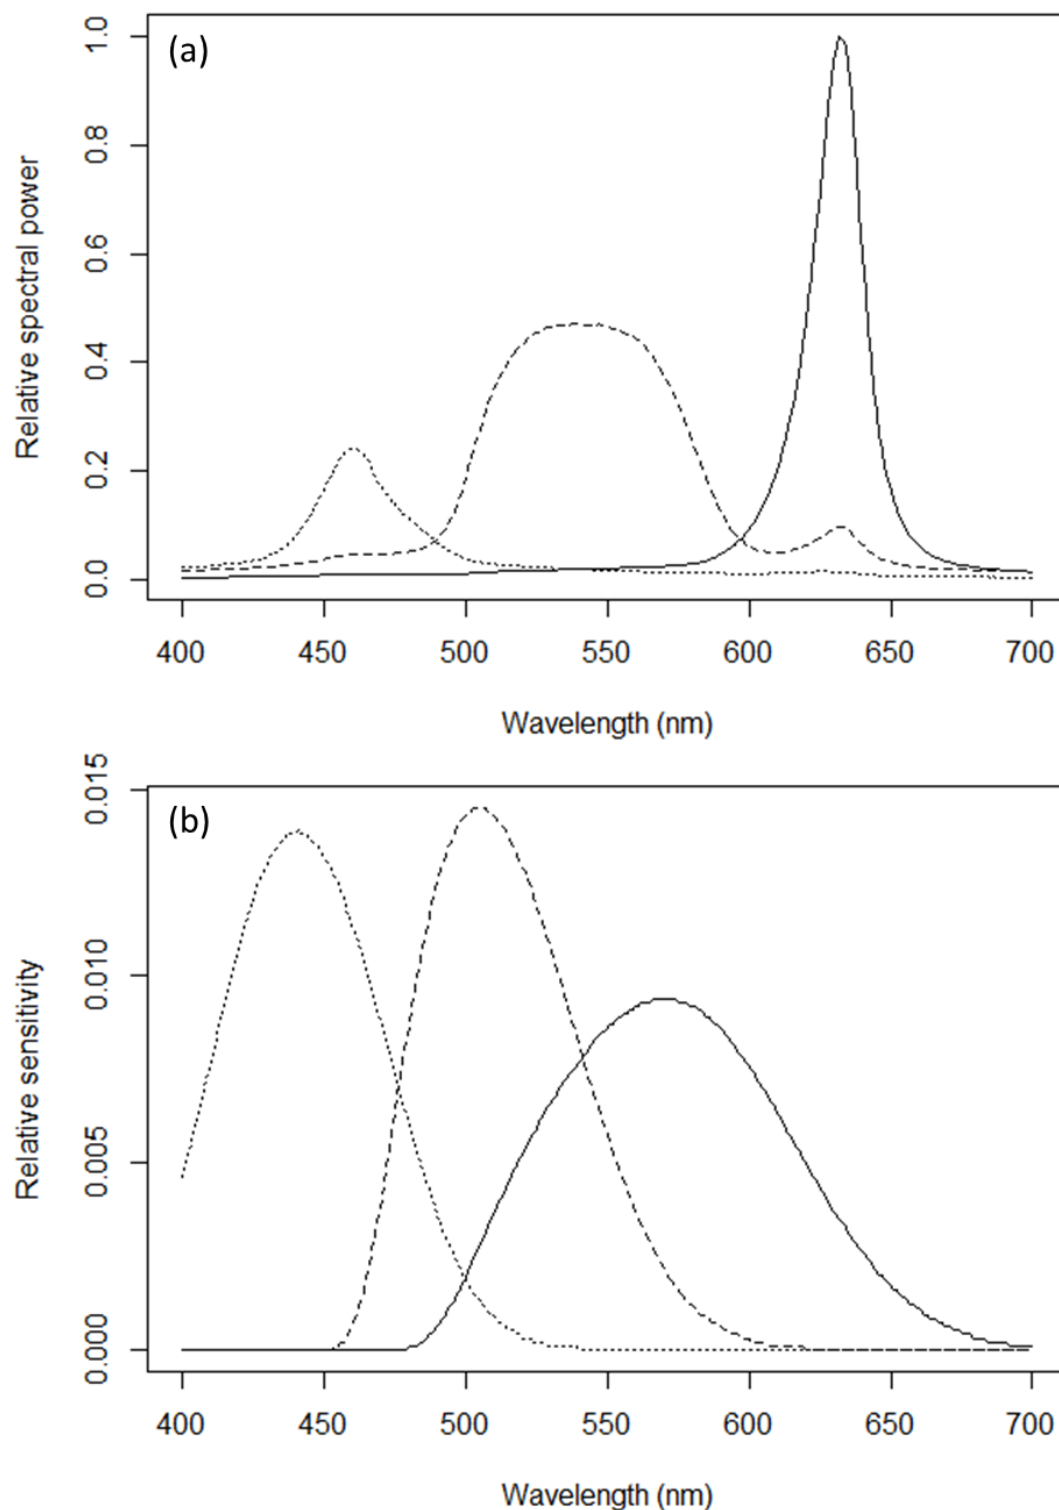 (a)
Relative spectral power
1.0
0.8
0.6
0.4
0.2
0.0
400 450 500 550 600 650 700
Wavelength (nm)
(b)
Relative sensitivity
0.015
0.010
0.005
0.000
400 450 500 550 600 650 700
Wavelength (nm)